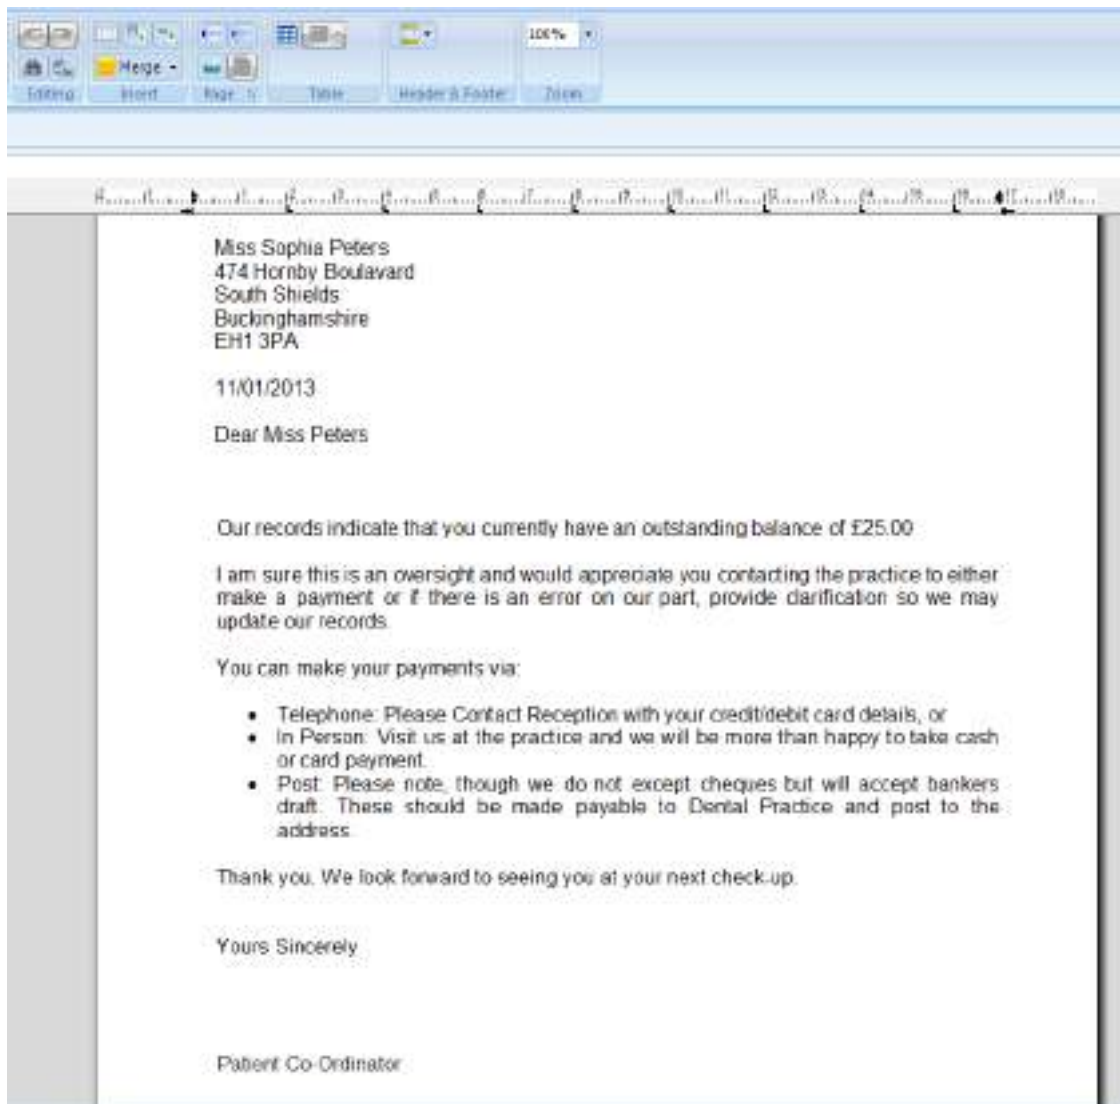 100%
Merge
Editing Insert Page Table Header & Footer Zoom
Miss Sophia Peters
474 Hornby Boulavard
South Shields
Buckinghamshire
EH1 3PA
11/01/2013
Dear Miss Peters
Our records indicate that you currently have an outstanding balance of £25.00
I am sure this is an oversight and would appreciate you contacting the practice to either
make a payment or if there is an error on our part, provide clarification so we may
update our records.
You can make your payments via:
• Telephone: Please Contact Reception with your credit/debit card details, or
• In Person: Visit us at the practice and we will be more than happy to take cash
or card payment.
• Post: Please note, though we do not except cheques but will accept bankers
draft. These should be made payable to Dental Practice and post to the
address.
Thank you. We look forward to seeing you at your next check-up.
Yours Sincerely
Patient Co-Ordinator